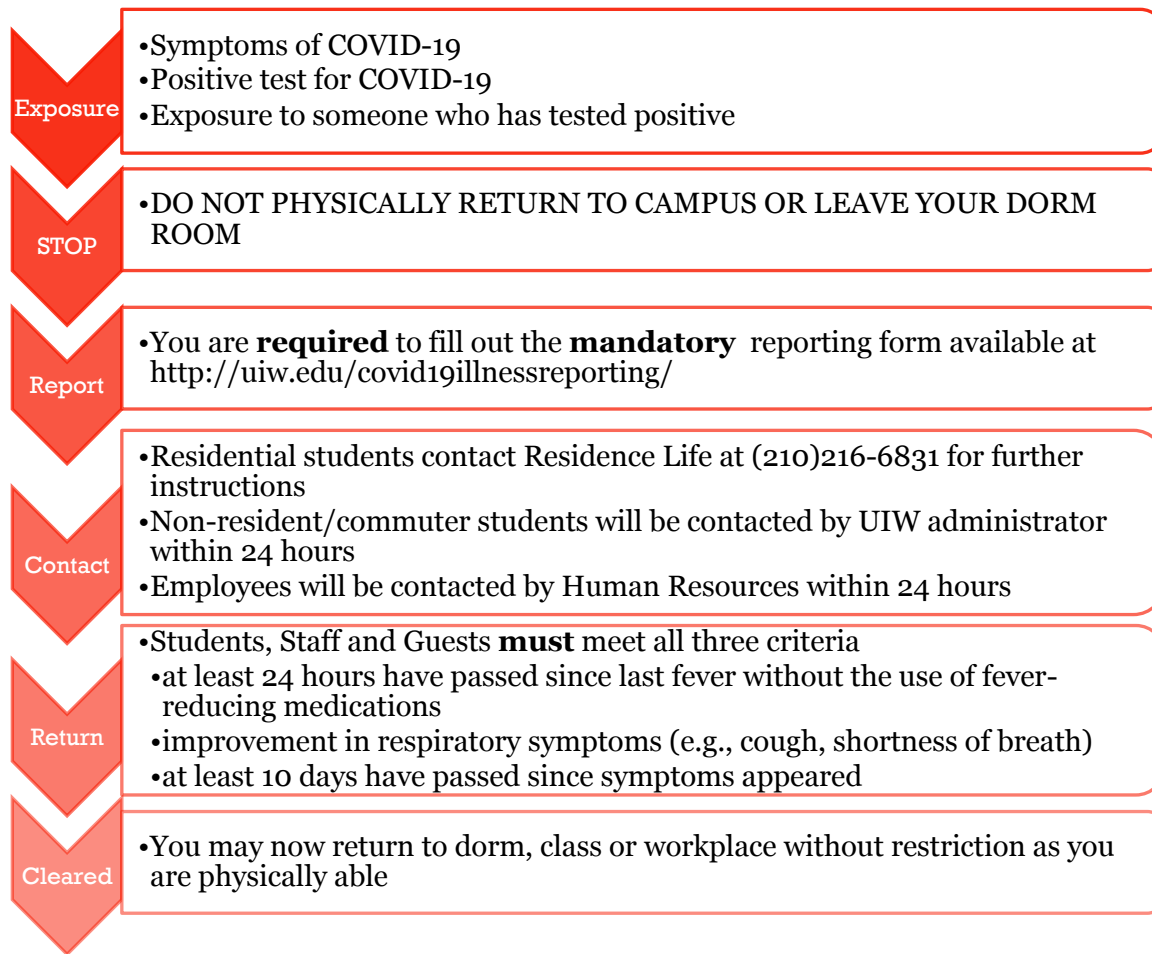 Exposure
•Symptoms of COVID-19
•Positive test for COVID-19
•Exposure to someone who has tested positive
STOP
•DO NOT PHYSICALLY RETURN TO CAMPUS OR LEAVE YOUR DORM
ROOM
Report
•You are required to fill out the mandatory reporting form available at
http://uiw.edu/covid19illnessreporting/
Contact
•Residential students contact Residence Life at (210)216-6831 for further
instructions
•Non-resident/commuter students will be contacted by UIW administrator
within 24 hours
•Employees will be contacted by Human Resources within 24 hours
Return
•Students, Staff and Guests must meet all three criteria
•at least 24 hours have passed since last fever without the use of fever-
reducing medications
•improvement in respiratory symptoms (e.g., cough, shortness of breath)
•at least 10 days have passed since symptoms appeared
Cleared
•You may now return to dorm, class or workplace without restriction as you
are physically able